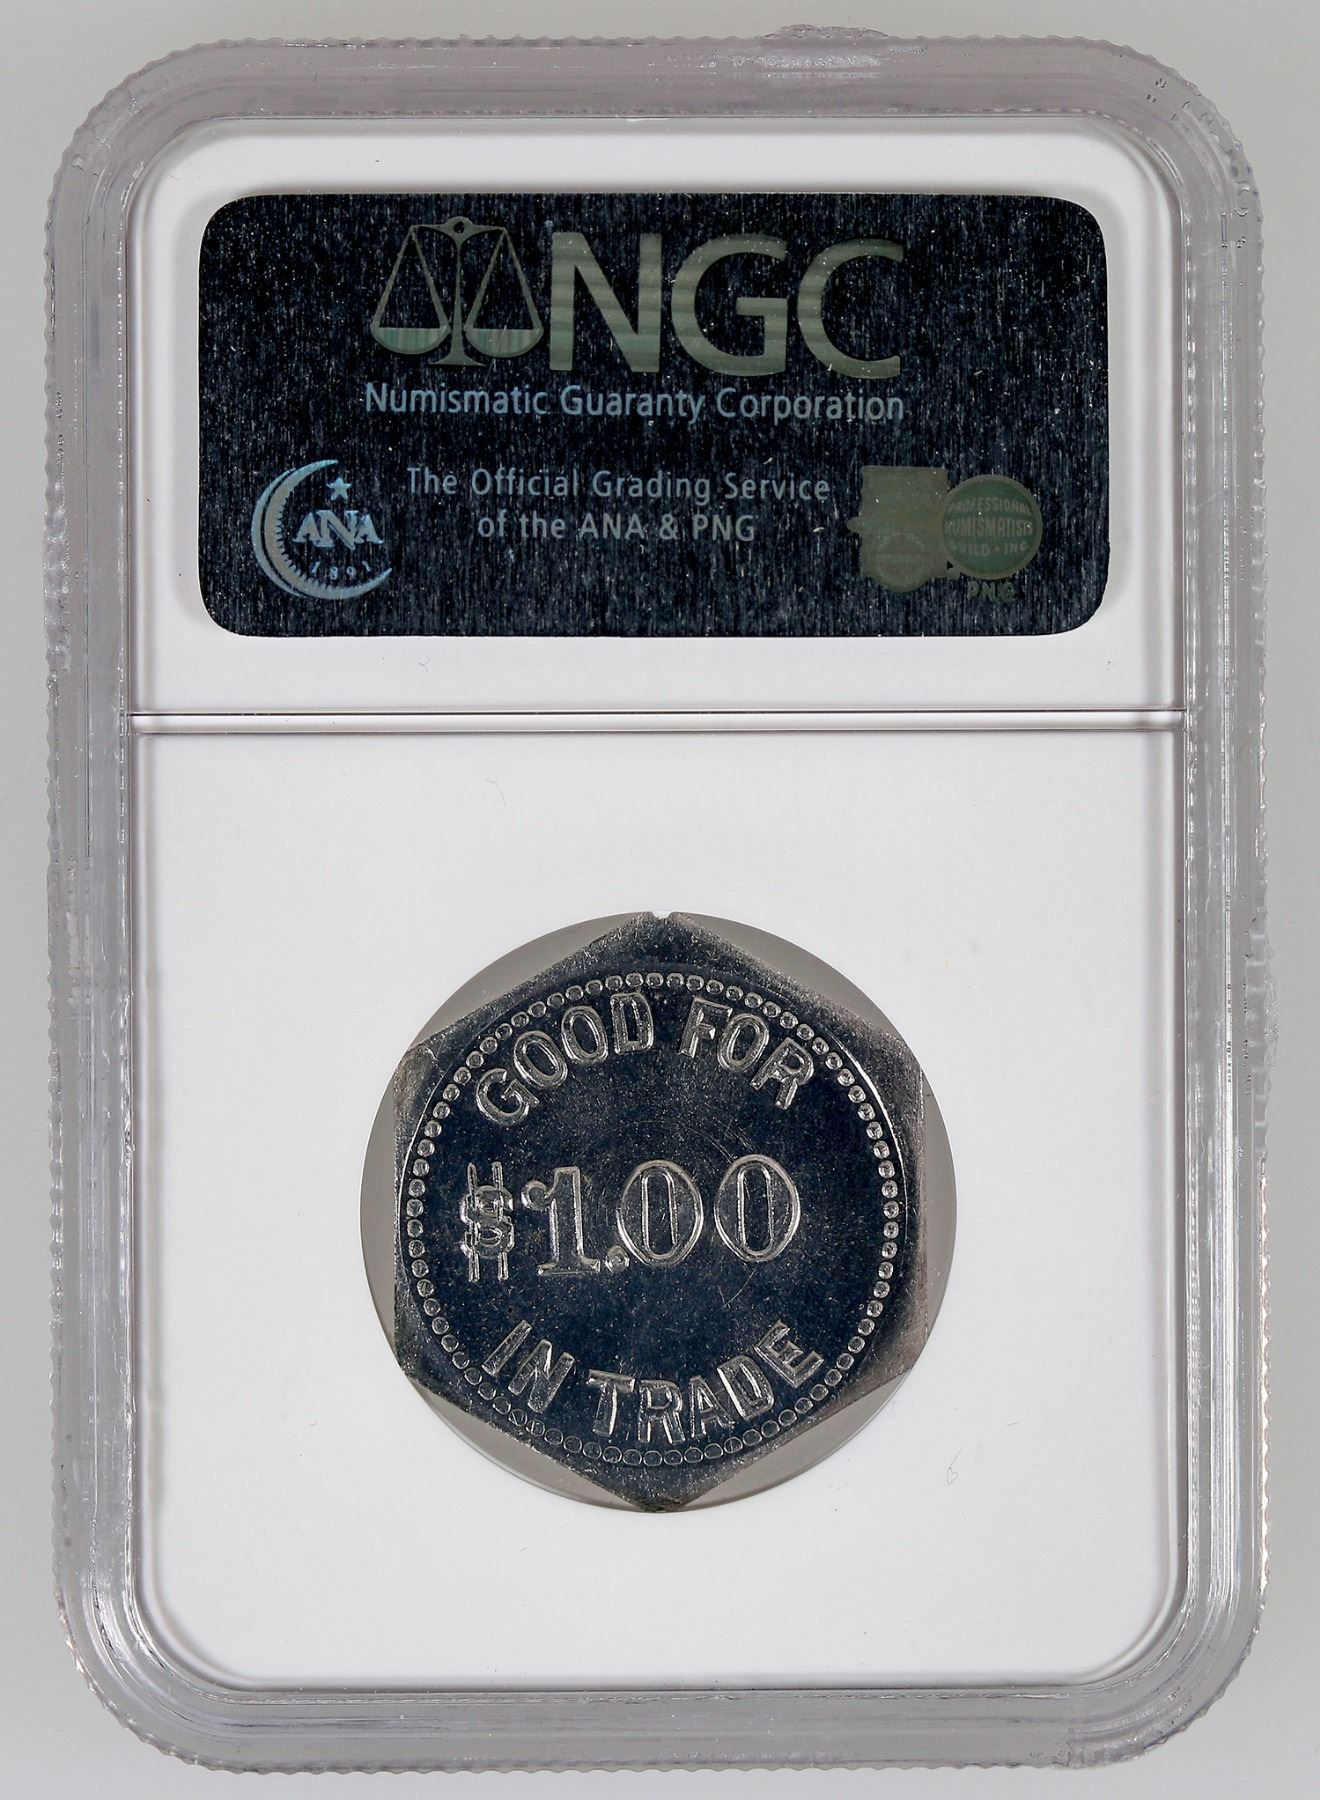 NGC
Numismatic Guaranty Corporation
The Official Grading Service
of the ANA & PNG
ANA
1891
PROFESSIONAL
NUMISMATISTS
GUILD • INC
PNG
GOOD FOR
$1.00
IN TRADE